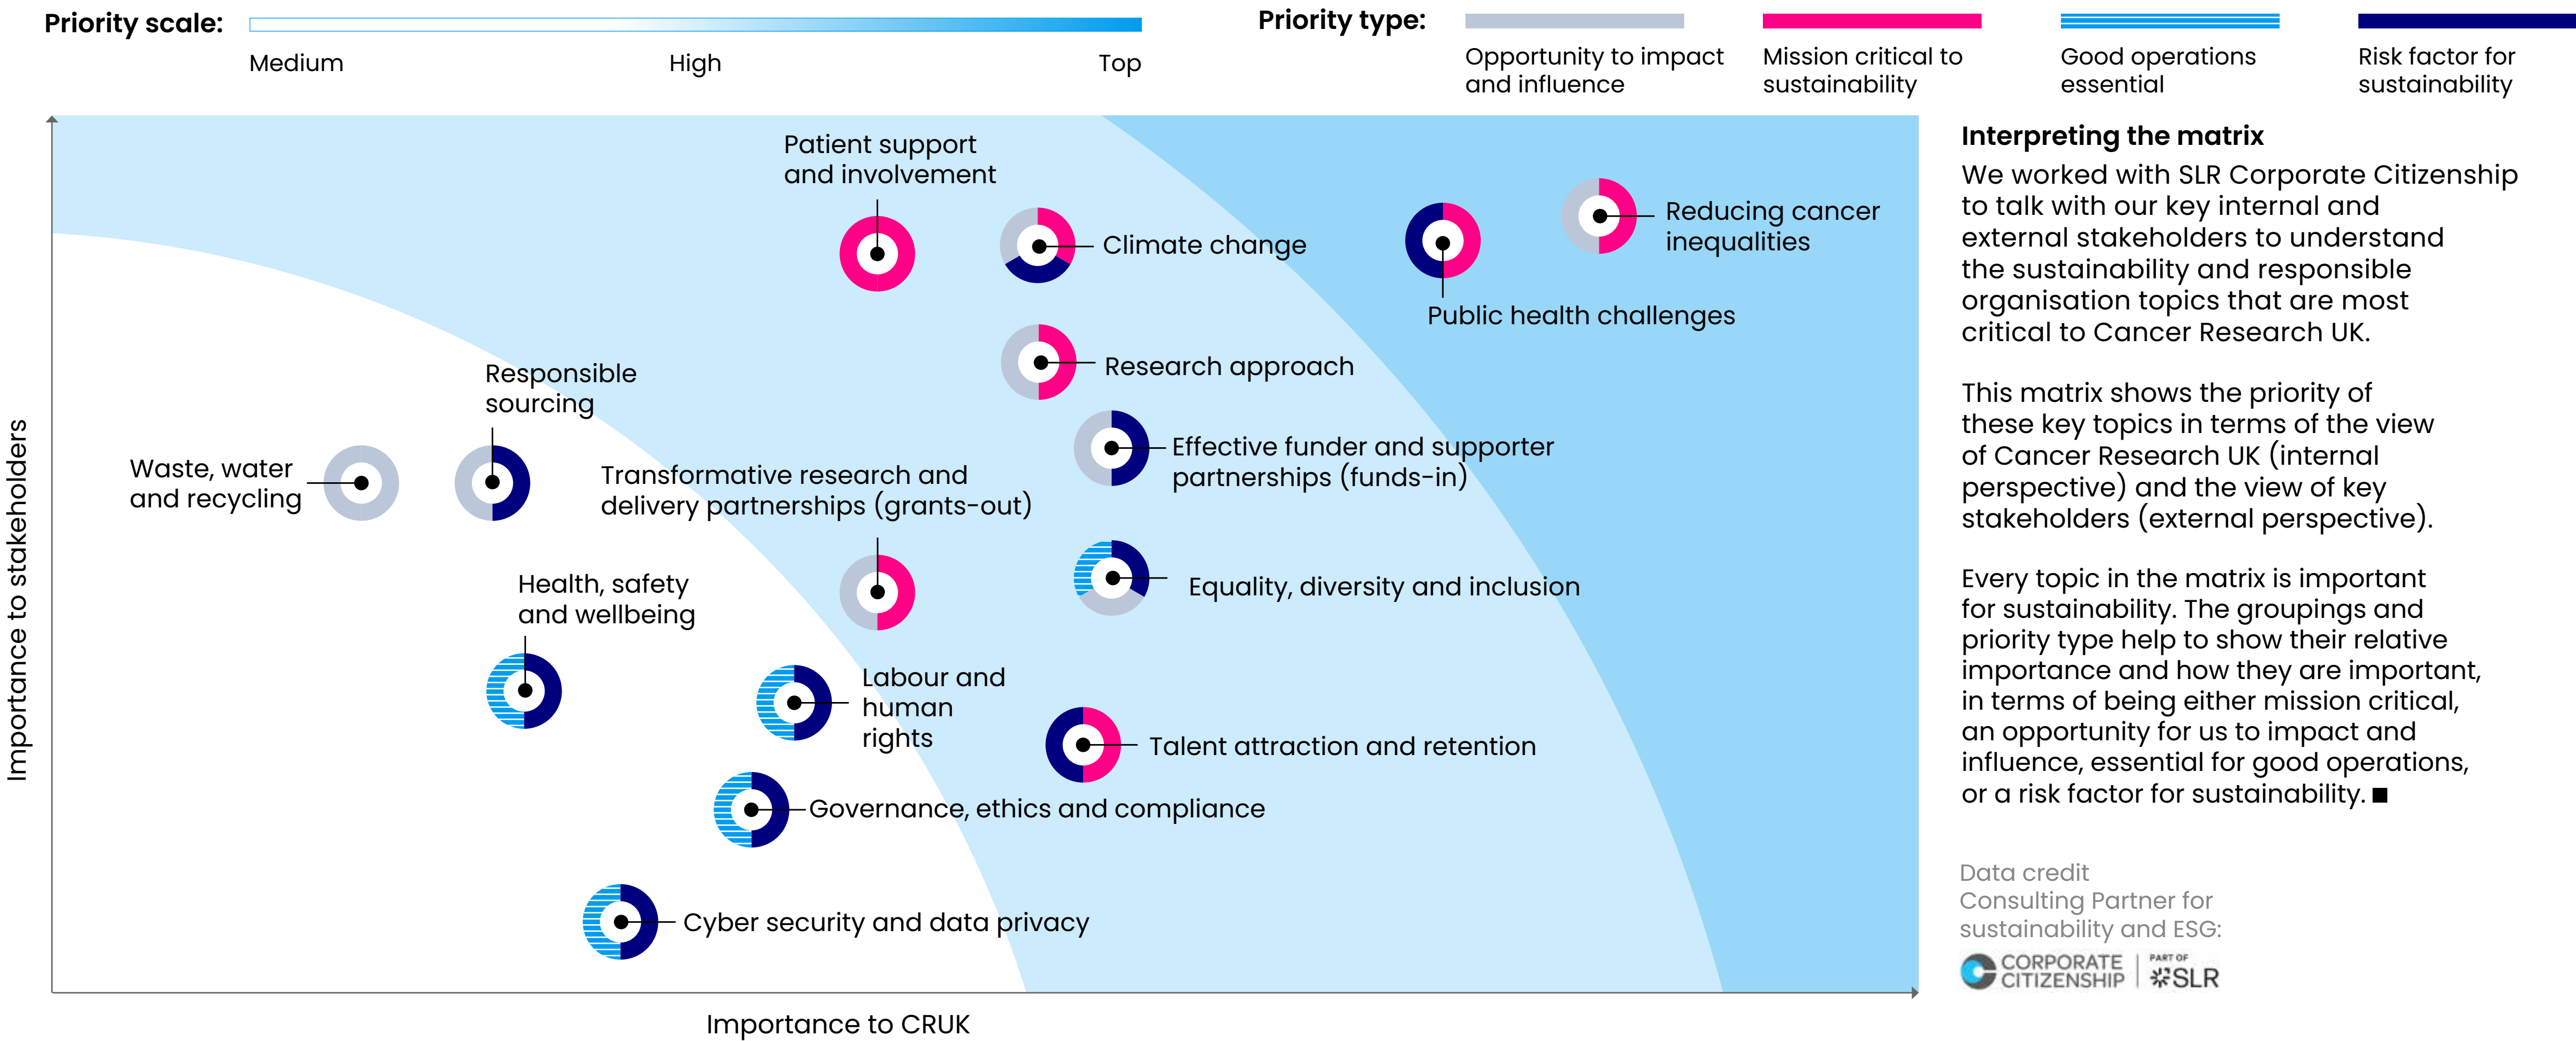 Priority scale:
Medium
High
Top
Priority type:
Opportunity to impact
and influence
Mission critical to
sustainability
Good operations
essential
Risk factor for
sustainability
Importance to stakeholders
Patient support
and involvement
Climate change
Reducing cancer
inequalities
Public health challenges
Research approach
Responsible
sourcing
Effective funder and supporter
partnerships (funds-in)
Waste, water
and recycling
Transformative research and
delivery partnerships (grants-out)
Equality, diversity and inclusion
Health, safety
and wellbeing
Labour and
human
rights
Talent attraction and retention
Governance, ethics and compliance
Cyber security and data privacy
Importance to CRUK
Interpreting the matrix
We worked with SLR Corporate Citizenship
to talk with our key internal and
external stakeholders to understand
the sustainability and responsible
organisation topics that are most
critical to Cancer Research UK.
This matrix shows the priority of
these key topics in terms of the view
of Cancer Research UK (internal
perspective) and the view of key
stakeholders (external perspective).
Every topic in the matrix is important
for sustainability. The groupings and
priority type help to show their relative
importance and how they are important,
in terms of being either mission critical,
an opportunity for us to impact and
influence, essential for good operations,
or a risk factor for sustainability.
Data credit
Consulting Partner for
sustainability and ESG:
CORPORATE
CITIZENSHIP
PART OF
SLR